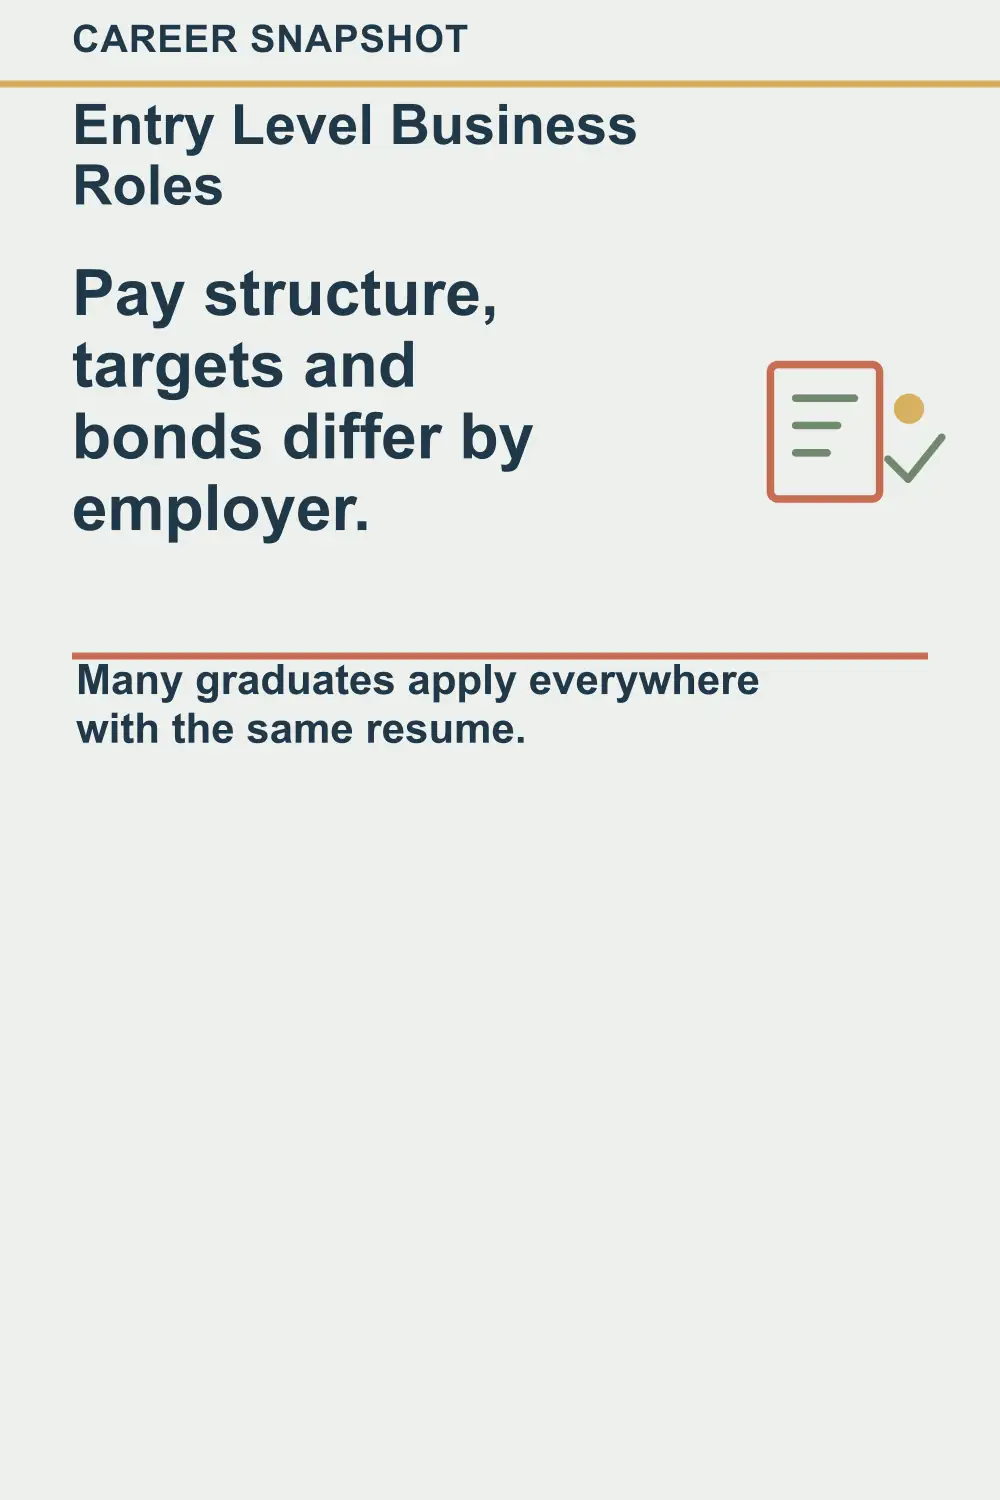 CAREER SNAPSHOT
Entry Level Business
Roles
Pay structure,
targets and
bonds differ by
employer.
Many graduates apply everywhere
with the same resume.